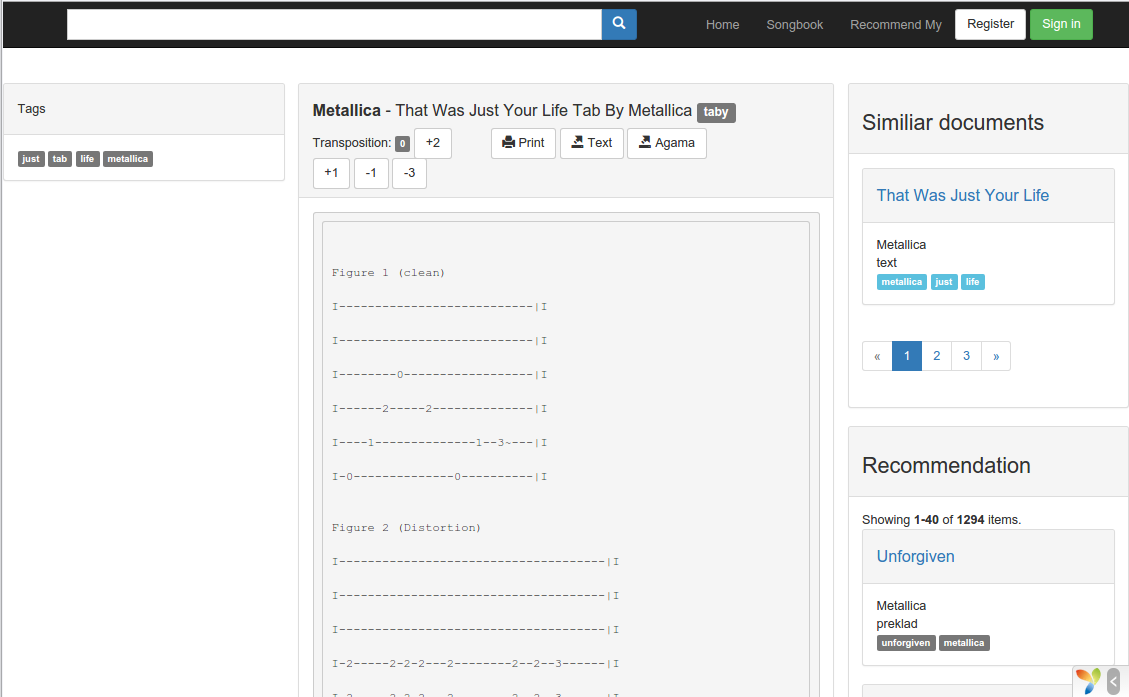 Home Songbook Recommend My Register Sign in
Tags
just tab life metallica
Metallica - That Was Just Your Life Tab By Metallica taby
Transposition: 0 +2 Print Text Agama
+1 -1 -3
Figure 1 (clean)
I---------------------------|I
I---------------------------|I
I--------0------------------|I
I------2-----2--------------|I
I----1--------------1--3~---|I
I-0--------------0----------|I
Figure 2 (Distortion)
I-------------------------------------|I
I-------------------------------------|I
I-------------------------------------|I
I-2-----2-2-2---2--------2--2--3------|I
Similiar documents
That Was Just Your Life
Metallica
text
metallica just life
« 1 2 3 »
Recommendation
Showing 1-40 of 1294 items.
Unforgiven
Metallica
preklad
unforgiven metallica